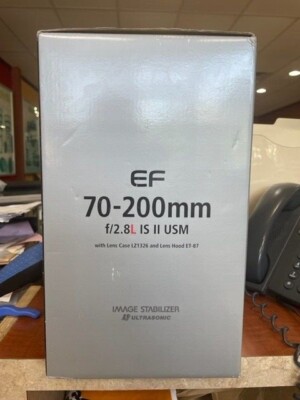 EF
70-200mm
f/2.8L IS II USM
with Lens Case LZ1326 and Lens Hood ET-87
IMAGE STABILIZER
ULTRASONIC